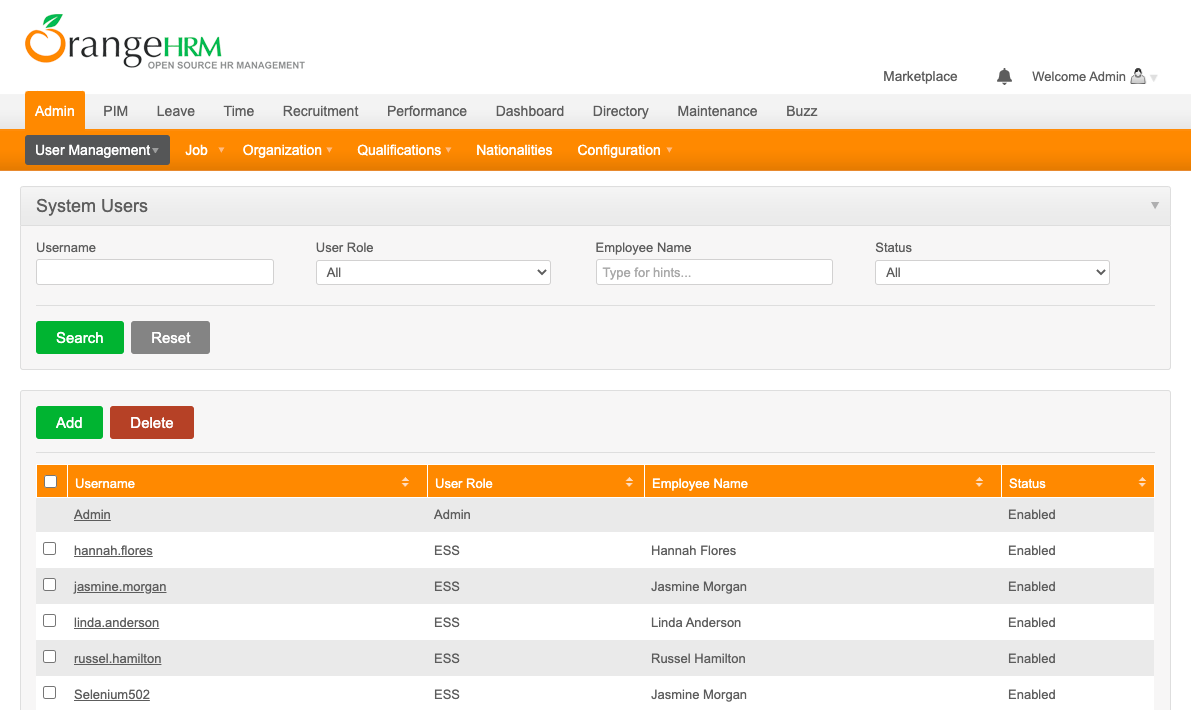 OrangeHRM
OPEN SOURCE HR MANAGEMENT
Marketplace Welcome Admin
Admin PIM Leave Time Recruitment Performance Dashboard Directory Maintenance Buzz
User Management Job Organization Qualifications Nationalities Configuration
System Users
Username User Role Employee Name Status
All Type for hints... All
Search Reset
Add Delete
Username User Role Employee Name Status
Admin Admin Enabled
hannah.flores ESS Hannah Flores Enabled
jasmine.morgan ESS Jasmine Morgan Enabled
linda.anderson ESS Linda Anderson Enabled
russel.hamilton ESS Russel Hamilton Enabled
Selenium502 ESS Jasmine Morgan Enabled